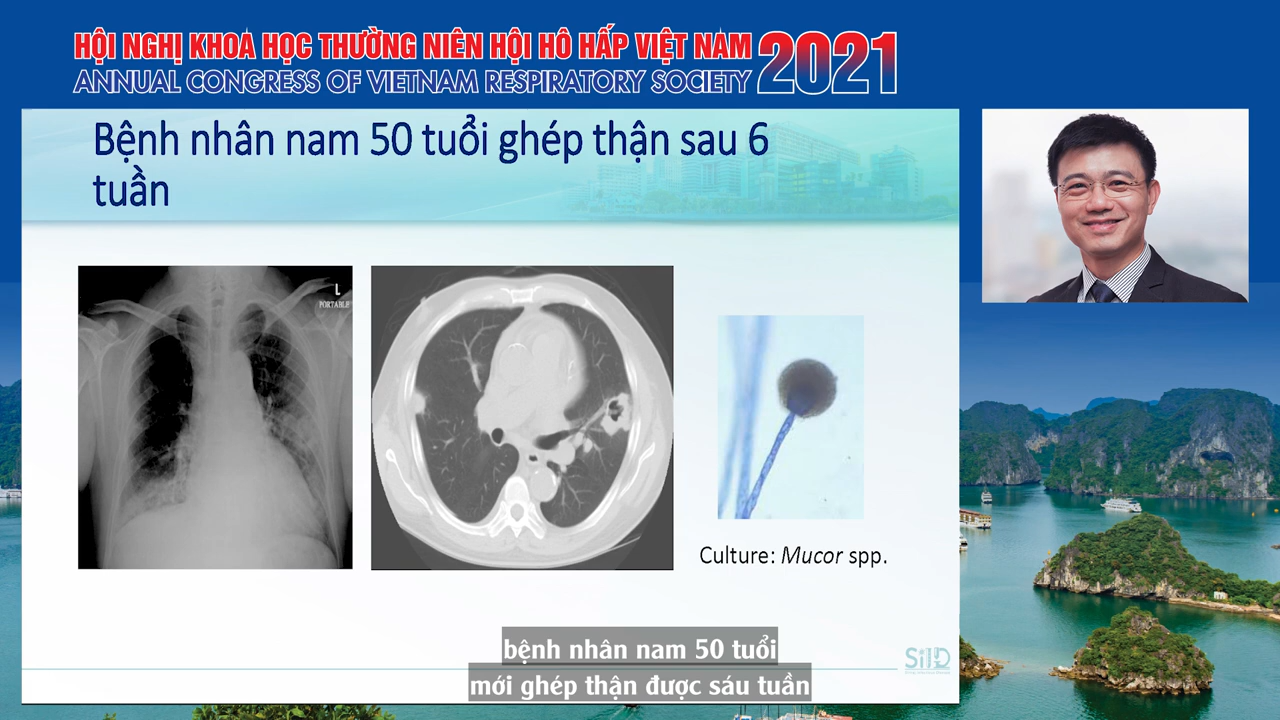 HỘI NGHỊ KHOA HỌC THƯỜNG NIÊN HỘI HÔ HẤP VIỆT NAM 2021
ANNUAL CONGRESS OF VIETNAM RESPIRATORY SOCIETY
Bệnh nhân nam 50 tuổi ghép thận sau 6
tuần
L
PORTABLE
Culture: Mucor spp.
bệnh nhân nam 50 tuổi
mới ghép thận được sáu tuần
SiID